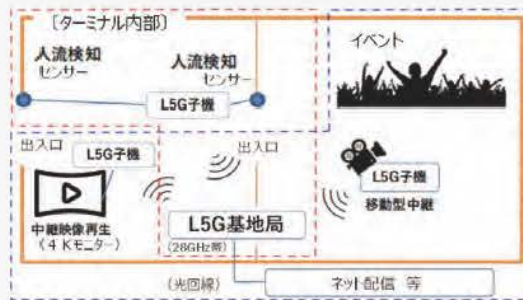 〔ターミナル内部〕
人流検知
センサー
人流検知
センサー
L5G子機
イベント
出入口
L5G子機
出入口
L5G子機
移動型中継
中継映像再生
(4Kモニター)
L5G基地局
(28GHz帯)
(光回線)
ネット配信 等